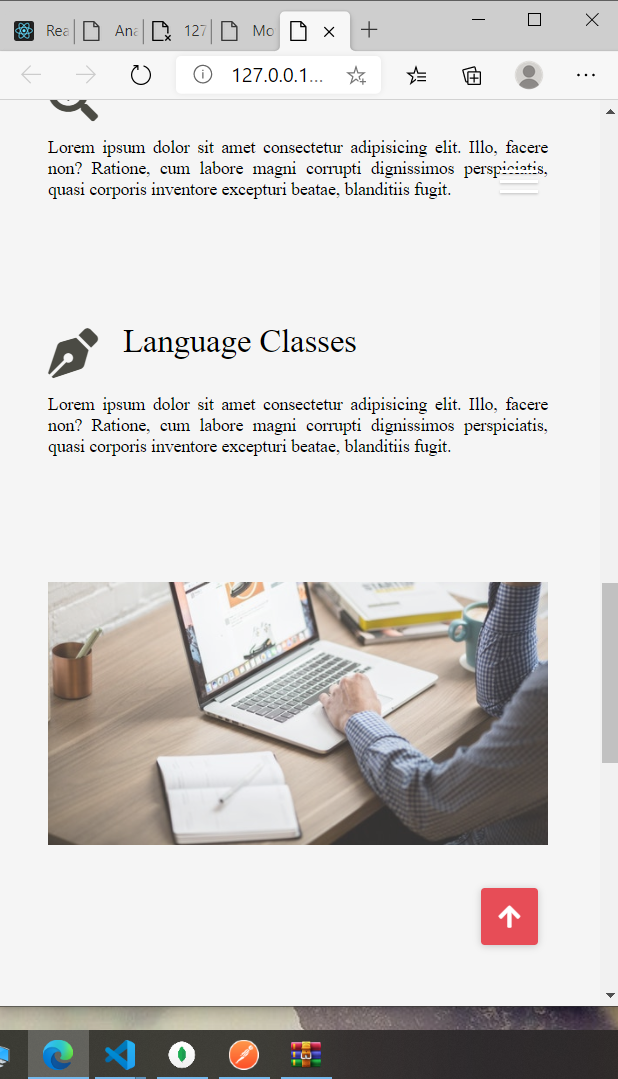 Rea
Ana
127
Mo
127.0.0.1...
Lorem ipsum dolor sit amet consectetur adipisicing elit. Illo, facere
non? Ratione, cum labore magni corrupti dignissimos perspiciatis,
quasi corporis inventore excepturi beatae, blanditiis fugit.
Language Classes
Lorem ipsum dolor sit amet consectetur adipisicing elit. Illo, facere
non? Ratione, cum labore magni corrupti dignissimos perspiciatis,
quasi corporis inventore excepturi beatae, blanditiis fugit.